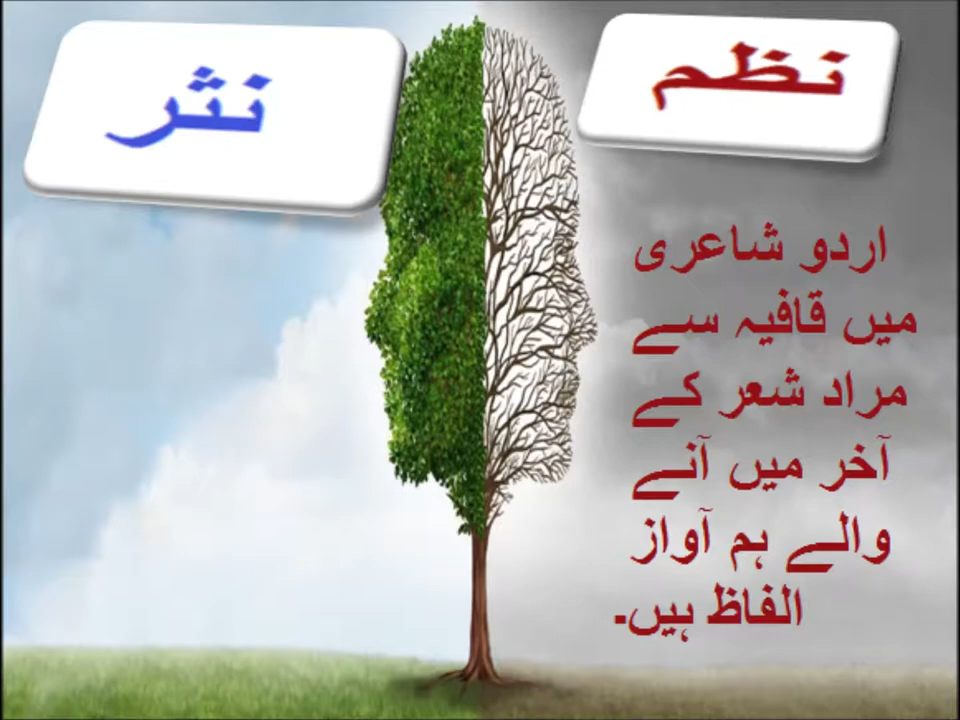 نظم
نثر
اردو شاعری
میں قافیہ سے
مراد شعر کے
آخر میں آنے
والے ہم آواز
الفاظ ہیں۔